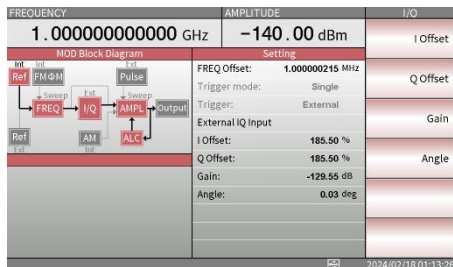 FREQUENCY AMPLITUDE I/Q
1.000000000000 GHz -140.00 dBm
MOD Block Diagram Setting
I Offset
Q Offset
Gain
Angle
Int Int Ext
Ref FMΦM Pulse
Sweep Ext Sweep
FREQ I/Q AMPL Output
Ref AM ALC
Ext Int
FREQ Offset: 1.000000215 MHz
Trigger mode: Single
Trigger: External
External IQ Input
I Offset: 185.50 %
Q Offset: 185.50 %
Gain: -129.55 dB
Angle: 0.03 deg
2024/02/18 01:13:26